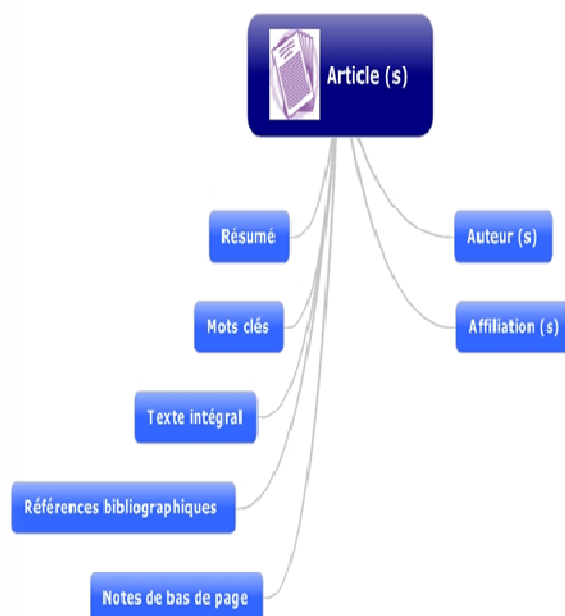 Article (s)
Résumé
Auteur (s)
Mots clés
Affiliation (s)
Texte intégral
Références bibliographiques
Notes de bas de page